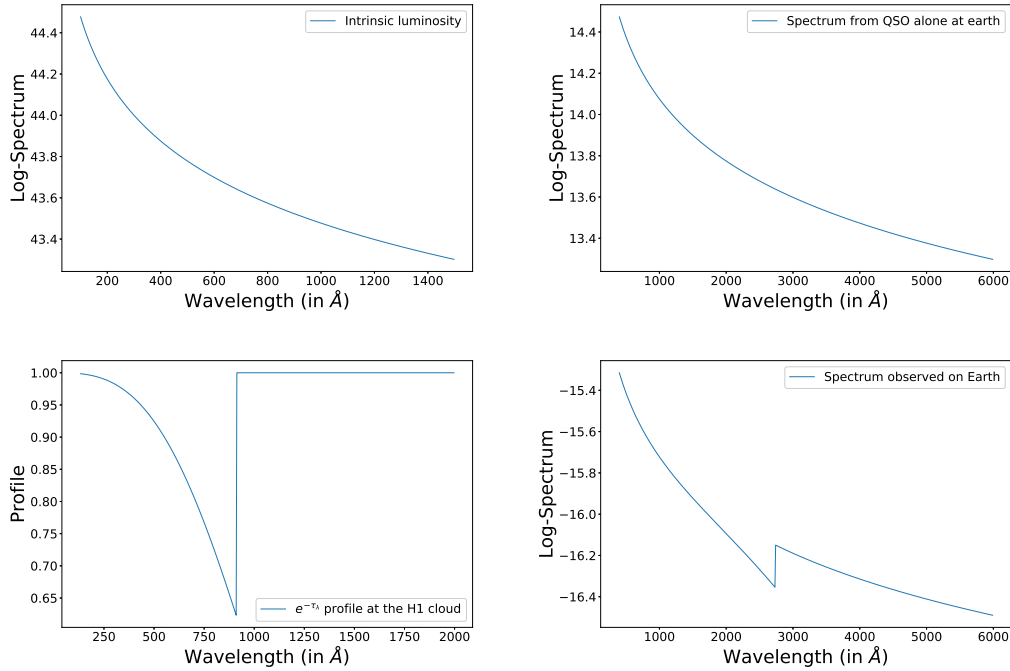 Intrinsic luminosity
44.4
44.2
44.0
43.8
43.6
43.4
Log-Spectrum
200 400 600 800 1000 1200 1400
Wavelength (in Å)
Spectrum from QSO alone at earth
14.4
14.2
14.0
13.8
13.6
13.4
Log-Spectrum
1000 2000 3000 4000 5000 6000
Wavelength (in Å)
1.00
0.95
0.90
0.85
0.80
0.75
0.70
0.65
Profile
e^{-τ_λ} profile at the H1 cloud
250 500 750 1000 1250 1500 1750 2000
Wavelength (in Å)
Spectrum observed on Earth
−15.4
−15.6
−15.8
−16.0
−16.2
−16.4
Log-Spectrum
1000 2000 3000 4000 5000 6000
Wavelength (in Å)